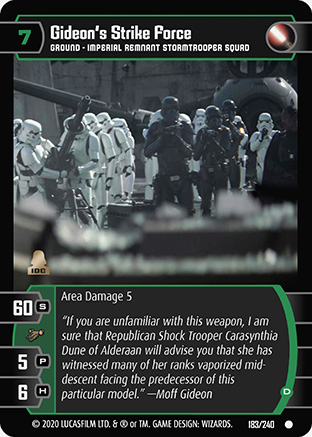 7
Gideon's Strike Force
GROUND - IMPERIAL REMNANT STORMTROOPER SQUAD
IDC
60 S
Area Damage 5
5 P
6 H
"If you are unfamiliar with this weapon, I am
sure that Republican Shock Trooper Carasynthia
Dune of Alderaan will advise you that she has
witnessed many of her ranks vaporized mid-
descent facing the predecessor of this
particular model." —Moff Gideon
D
© 2020 LUCASFILM LTD. & ® or TM. GAME DESIGN: WIZARDS.
183/240